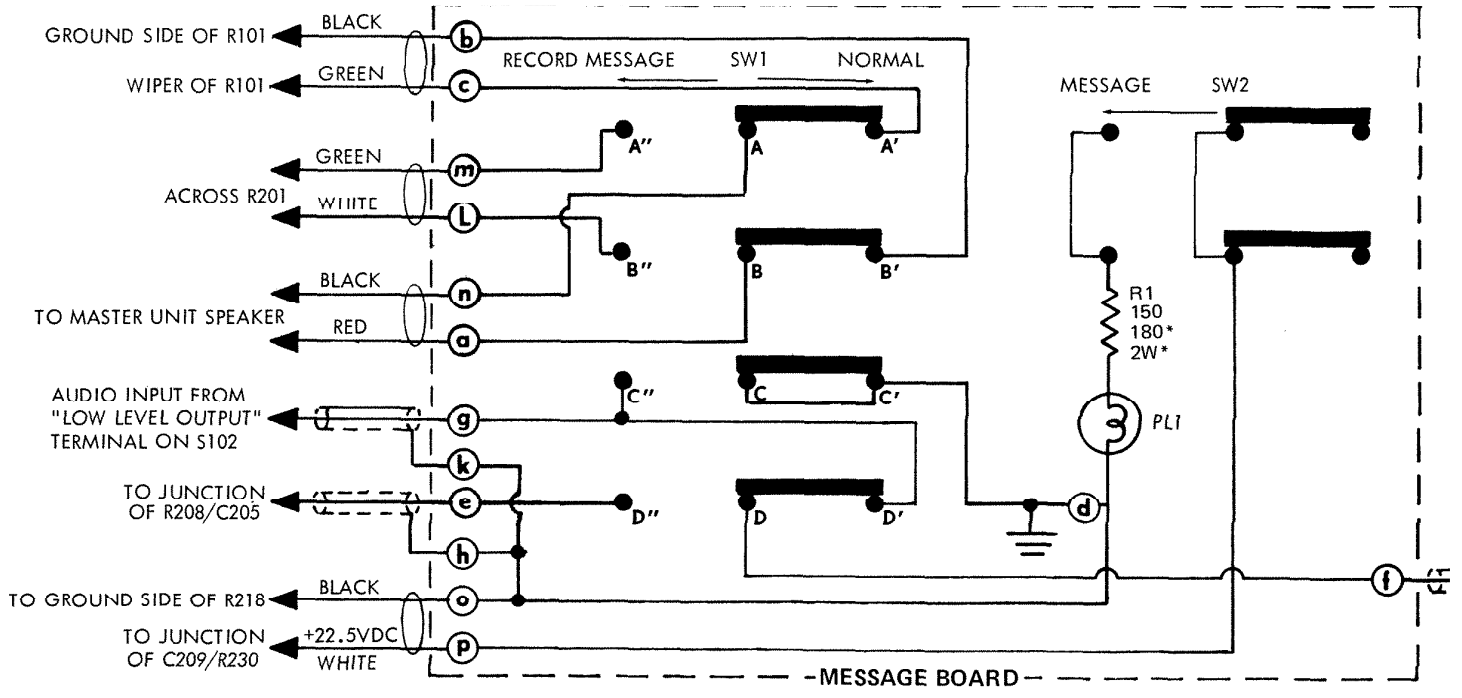 GROUND SIDE OF R101
BLACK
b
WIPER OF R101
GREEN
c
RECORD MESSAGE
SW1
NORMAL
MESSAGE
SW2
A"
A
A'
GREEN
m
ACROSS R201
WHITE
L
B"
B
B'
BLACK
n
TO MASTER UNIT SPEAKER
RED
a
R1
150
180*
2W*
AUDIO INPUT FROM
"LOW LEVEL OUTPUT"
TERMINAL ON S102
g
C"
C
C'
PL1
k
TO JUNCTION
OF R208/C205
e
D"
D
D'
d
h
f
TO GROUND SIDE OF R218
BLACK
o
TO JUNCTION
OF C209/R230
+22.5VDC
WHITE
p
MESSAGE BOARD